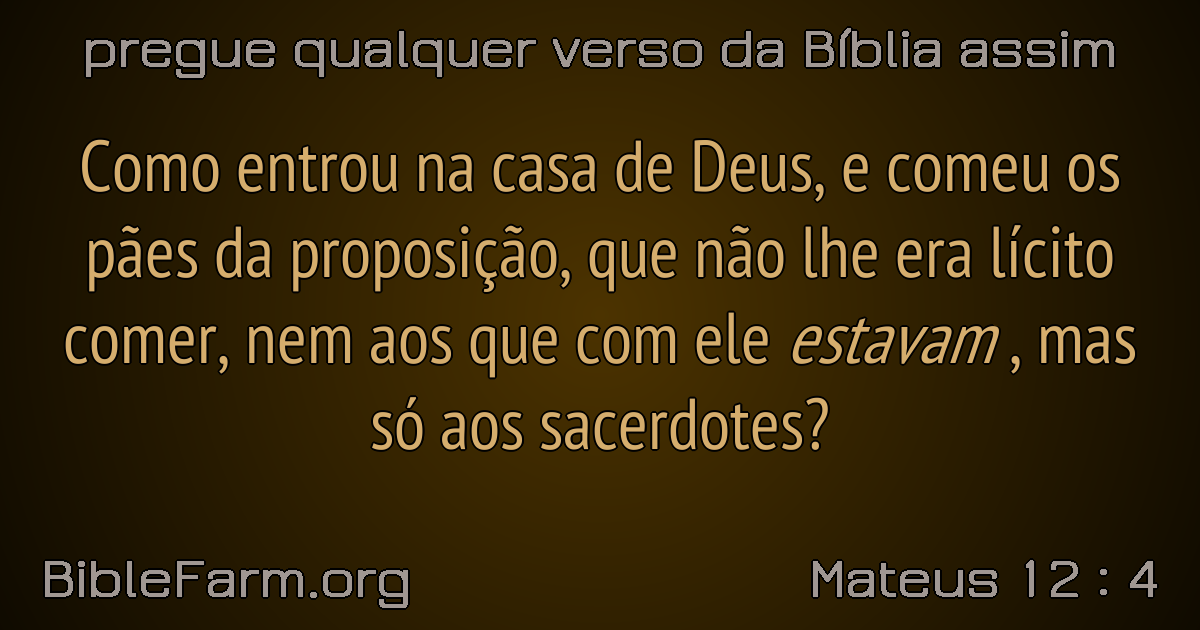 pregue qualquer verso da Bíblia assim
Como entrou na casa de Deus, e comeu os
pães da proposição, que não lhe era lícito
comer, nem aos que com ele estavam , mas
só aos sacerdotes?
BibleFarm.org
Mateus 12 : 4